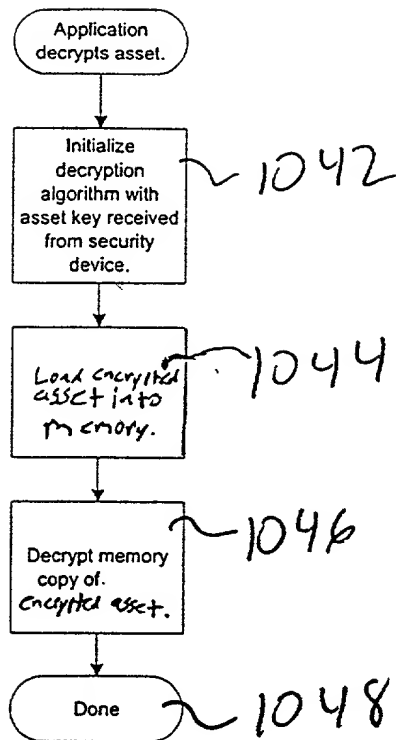 Application
decrypts asset.
Initialize
decryption
algorithm with
asset key received
from security
device.
1042
Load encrypted
asset into
memory.
1044
Decrypt memory
copy of.
encrypted asset.
1046
Done
1048